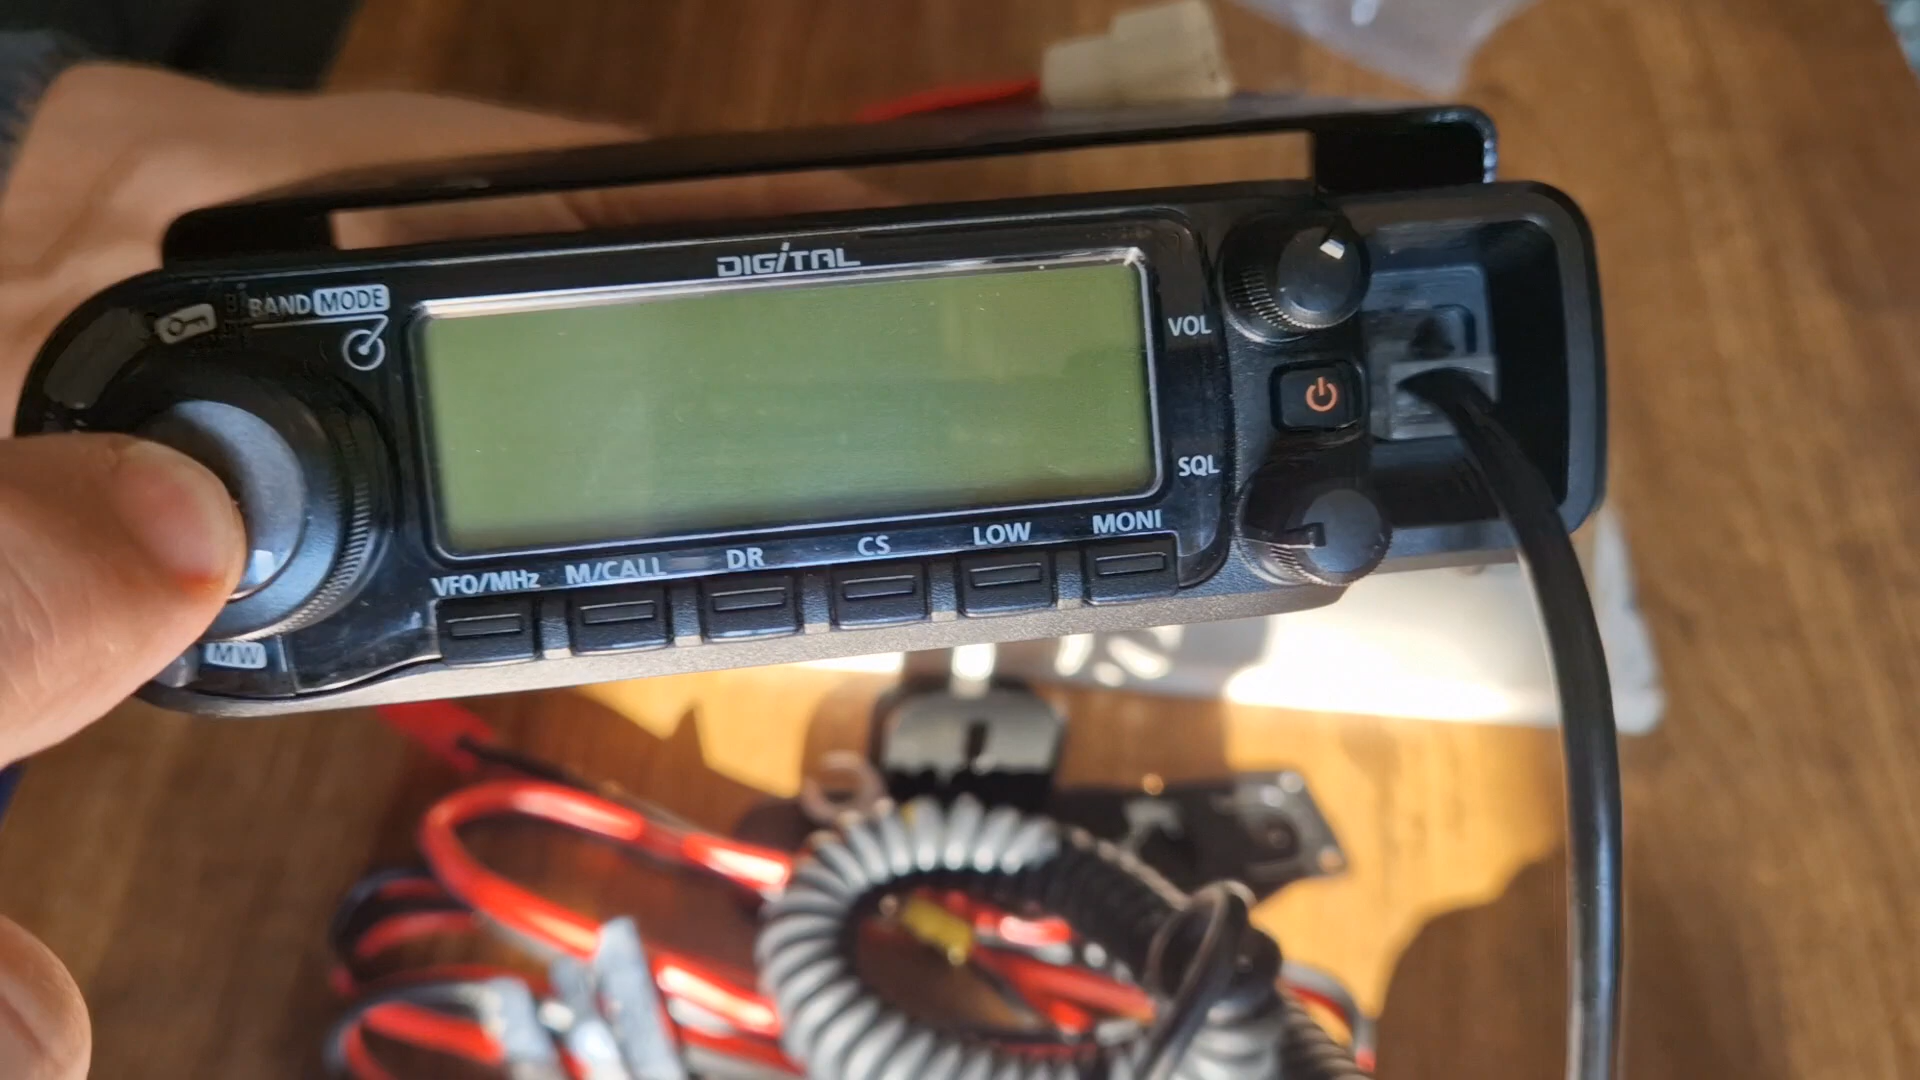 DIGITAL
BAND MODE
VOL
SQL
VFO/MHz M/CALL DR CS LOW MONI
MW